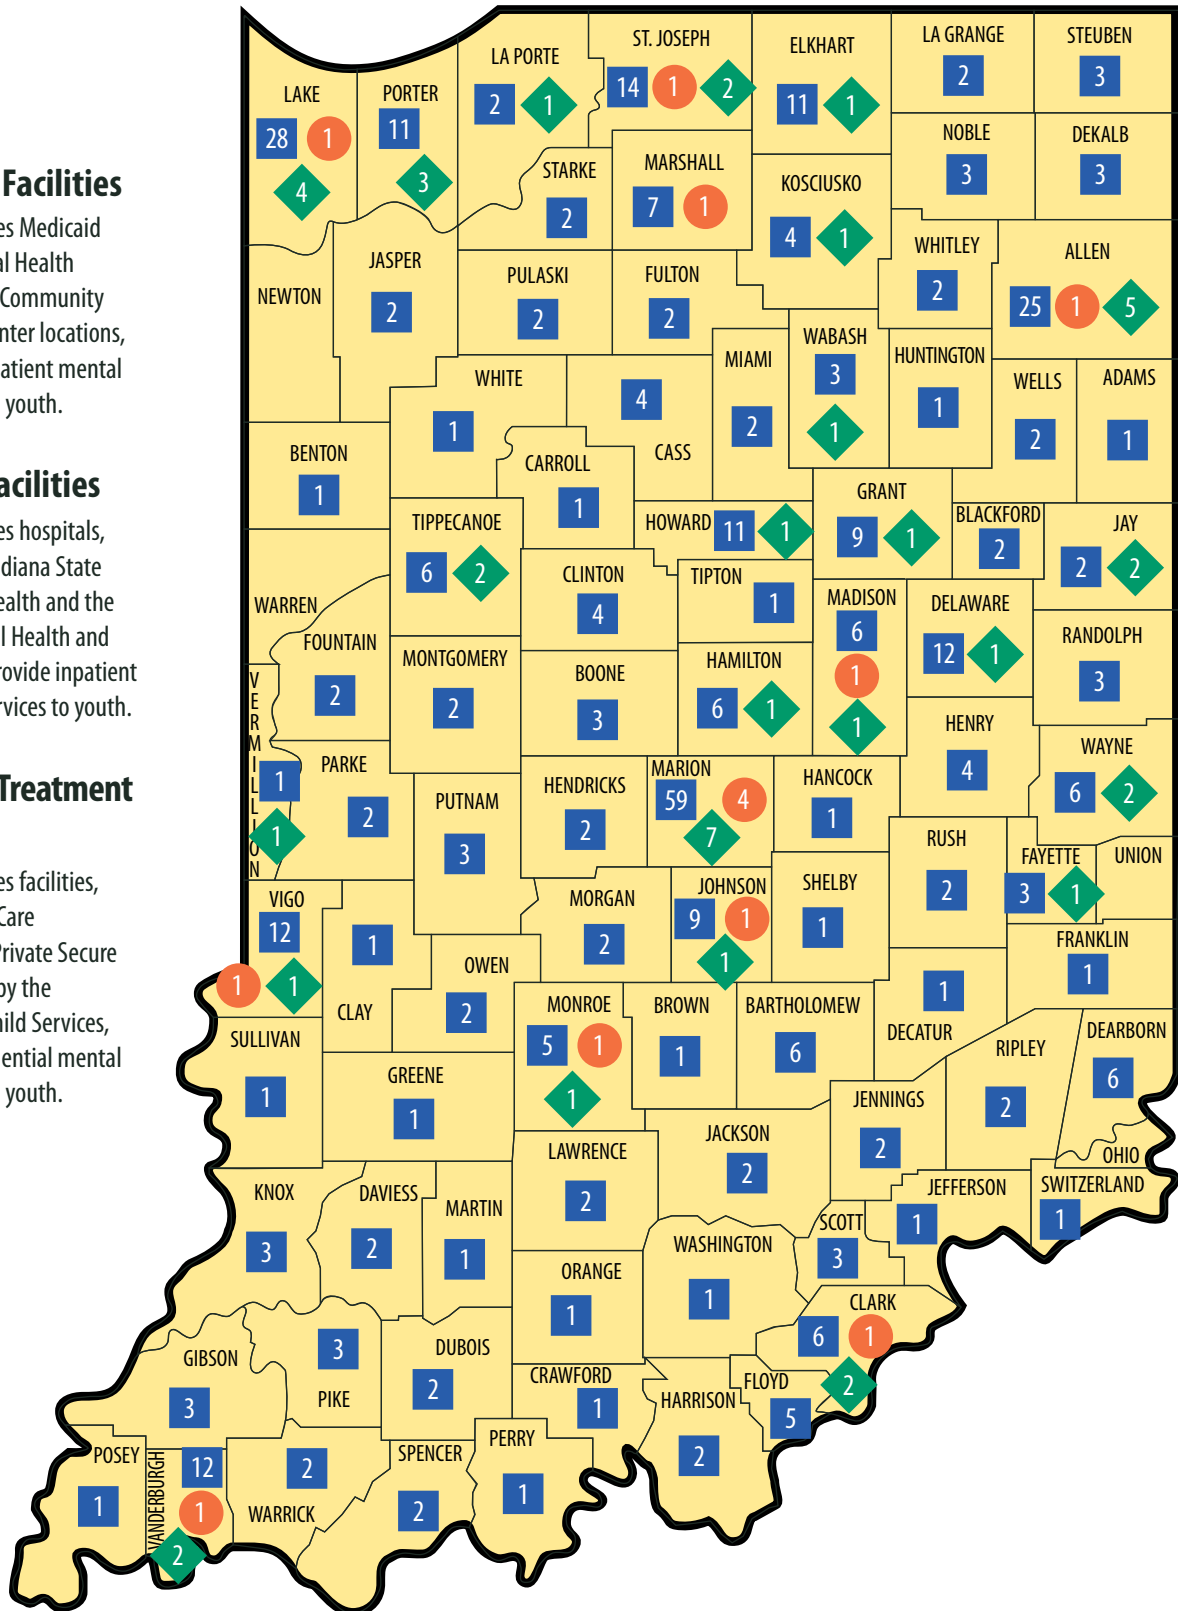 Facilities
es Medicaid
al Health
Community
nter locations,
patient mental
youth.
acilities
es hospitals,
diana State
ealth and the
l Health and
rovide inpatient
rvices to youth.
Treatment
es facilities,
Care
Private Secure
by the
hild Services,
dential mental
youth.
LAKE
28 1
4
PORTER
11
3
LA PORTE
2 1
ST. JOSEPH
14 1 2
ELKHART
11 1
LA GRANGE
2
STEUBEN
3
NOBLE
3
DEKALB
3
STARKE
2
MARSHALL
7 1
KOSCIUSKO
4 1
WHITLEY
2
ALLEN
25 1 5
NEWTON
JASPER
2
PULASKI
2
FULTON
2
MIAMI
2
WABASH
3
1
HUNTINGTON
1
WELLS
2
ADAMS
1
WHITE
1
4
CASS
BENTON
1
CARROLL
1
TIPPECANOE
6 2
HOWARD 11 1
GRANT
9 1
BLACKFORD
2
JAY
2 2
WARREN
FOUNTAIN
2
CLINTON
4
TIPTON
1
MADISON
6
1
1
DELAWARE
12 1
RANDOLPH
3
MONTGOMERY
2
BOONE
3
HAMILTON
6 1
HENRY
4
WAYNE
6 2
VERMILLION
1
1
PARKE
2
PUTNAM
3
HENDRICKS
2
MARION
59 4
7
HANCOCK
1
RUSH
2
FAYETTE
3 1
UNION
VIGO
12
1 1
1
CLAY
OWEN
2
MORGAN
2
JOHNSON
9 1
1
SHELBY
1
FRANKLIN
1
1
DECATUR
SULLIVAN
1
GREENE
1
MONROE
5 1
1
BROWN
1
BARTHOLOMEW
6
RIPLEY
2
DEARBORN
6
OHIO
JENNINGS
2
JACKSON
2
LAWRENCE
2
KNOX
3
DAVIESS
2
MARTIN
1
JEFFERSON
1
SWITZERLAND
1
SCOTT
3
WASHINGTON
1
ORANGE
1
CLARK
6 1
2
GIBSON
3
3
PIKE
DUBOIS
2
CRAWFORD
1
HARRISON
2
FLOYD
5
POSEY
1
VANDERBURGH
12
1
2
2
WARRICK
SPENCER
2
PERRY
1